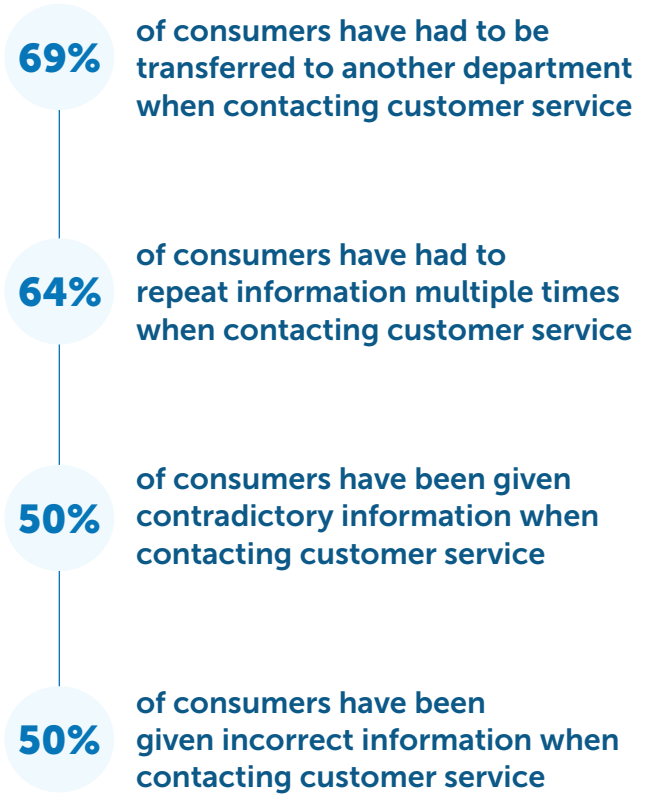 69%
of consumers have had to be
transferred to another department
when contacting customer service
64%
of consumers have had to
repeat information multiple times
when contacting customer service
50%
of consumers have been given
contradictory information when
contacting customer service
50%
of consumers have been
given incorrect information when
contacting customer service